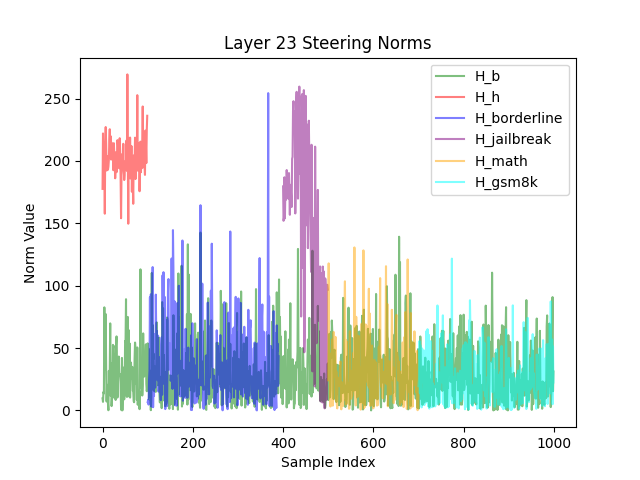 Layer 23 Steering Norms
H_b
H_h
H_borderline
H_jailbreak
H_math
H_gsm8k
250
200
150
100
50
0
Norm Value
0
200
400
600
800
1000
Sample Index